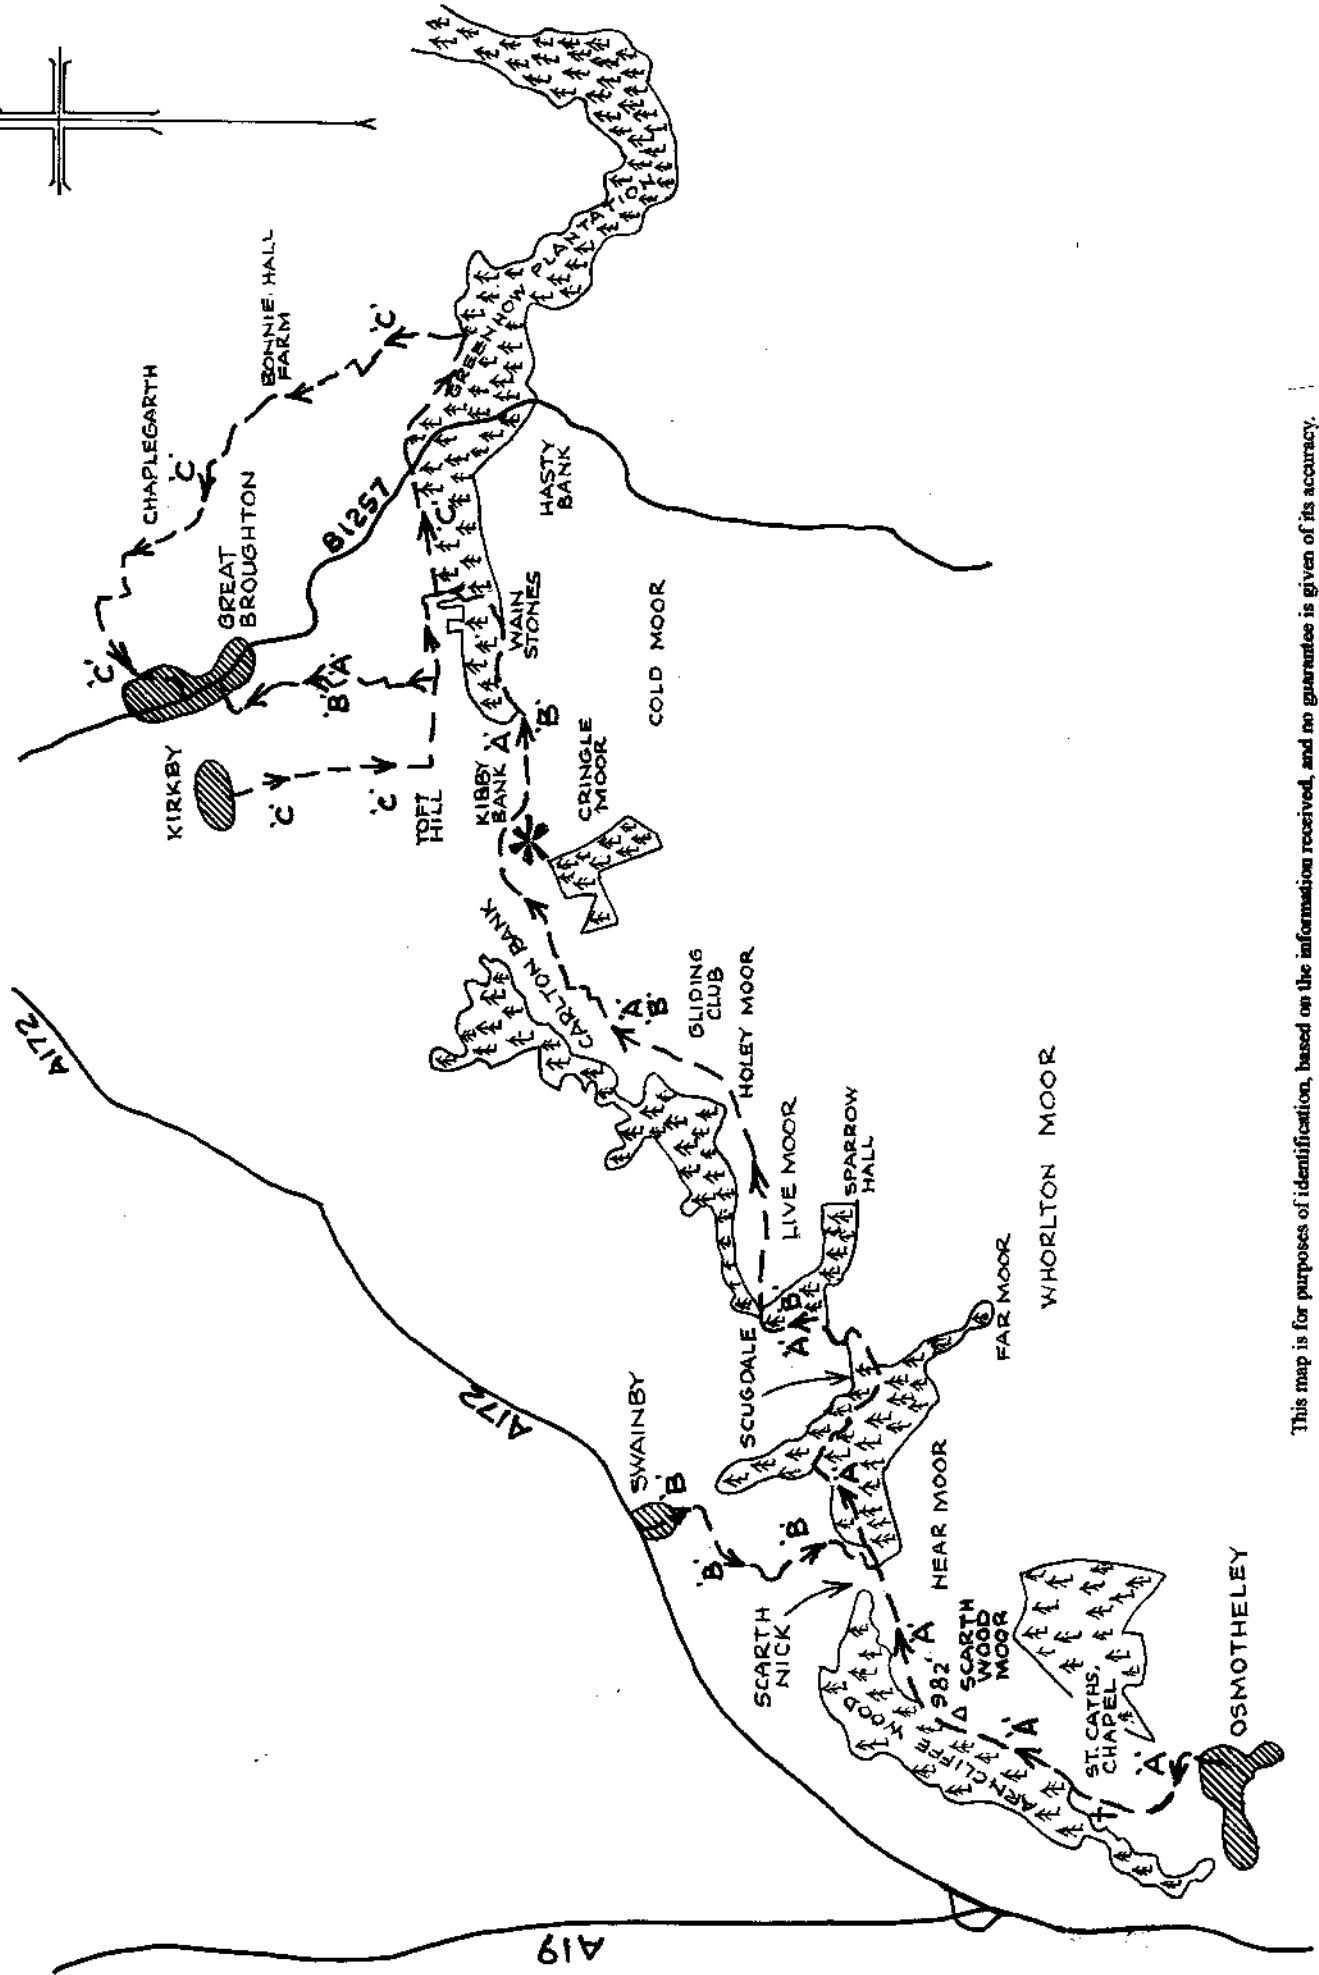 A19
A172
A172
SWAINBY
'B'
'B'
'B'
SCARTH
NICK
ARNCLIFFE WOOD
982'
SCARTH
WOOD
MOOR
'A'
'A'
'A'
ST. CATHS,
CHAPEL
OSMOTHELEY
NEAR MOOR
'A'
SCUGDALE
'A' 'B'
FAR MOOR
WHORLTON MOOR
SPARROW
HALL
LIVE MOOR
HOLEY MOOR
GLIDING
CLUB
'A'
'B'
CARLTON BANK
KIRKBY
'C'
'C'
TOFT
HILL
KIBBY
BANK
'A'
'B'
CRINGLE
MOOR
COLD MOOR
WAIN
STONES
HASTY
BANK
'B' 'A'
GREAT
BROUGHTON
'C'
CHAPLEGARTH
'C'
BONNIE HALL
FARM
'C'
B1257
'C'
GREENHOW PLANTATION
This map is for purposes of identification, based on the information received, and no guarantee is given of its accuracy.